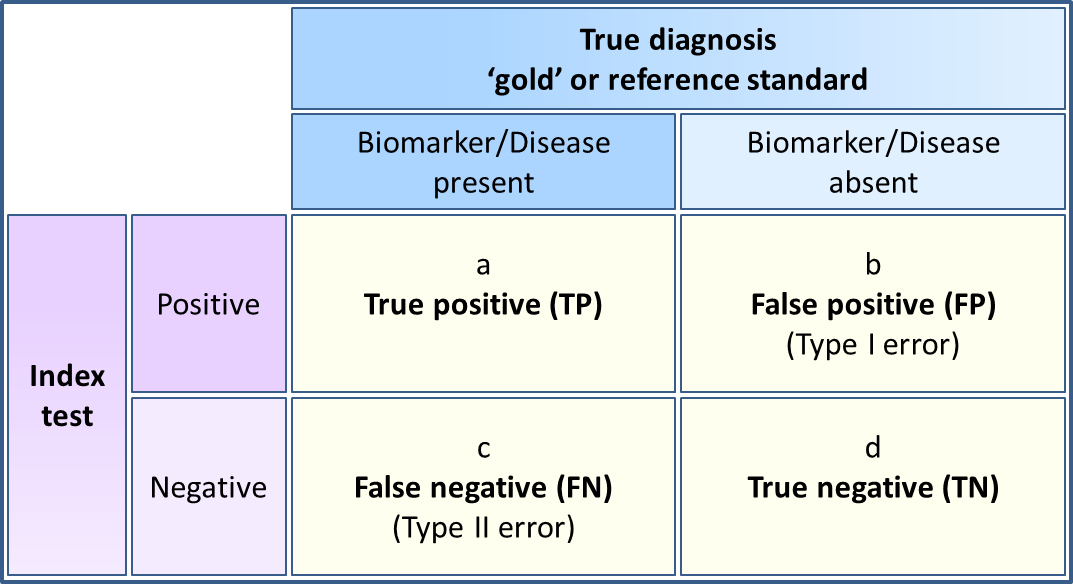 True diagnosis
‘gold’ or reference standard
Biomarker/Disease
present
Biomarker/Disease
absent
Index
test
Positive
a
True positive (TP)
b
False positive (FP)
(Type I error)
Negative
c
False negative (FN)
(Type II error)
d
True negative (TN)